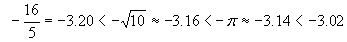 -16/5 = -3.20 < -√10 ≈ -3.16 < -π ≈ -3.14 < -3.02